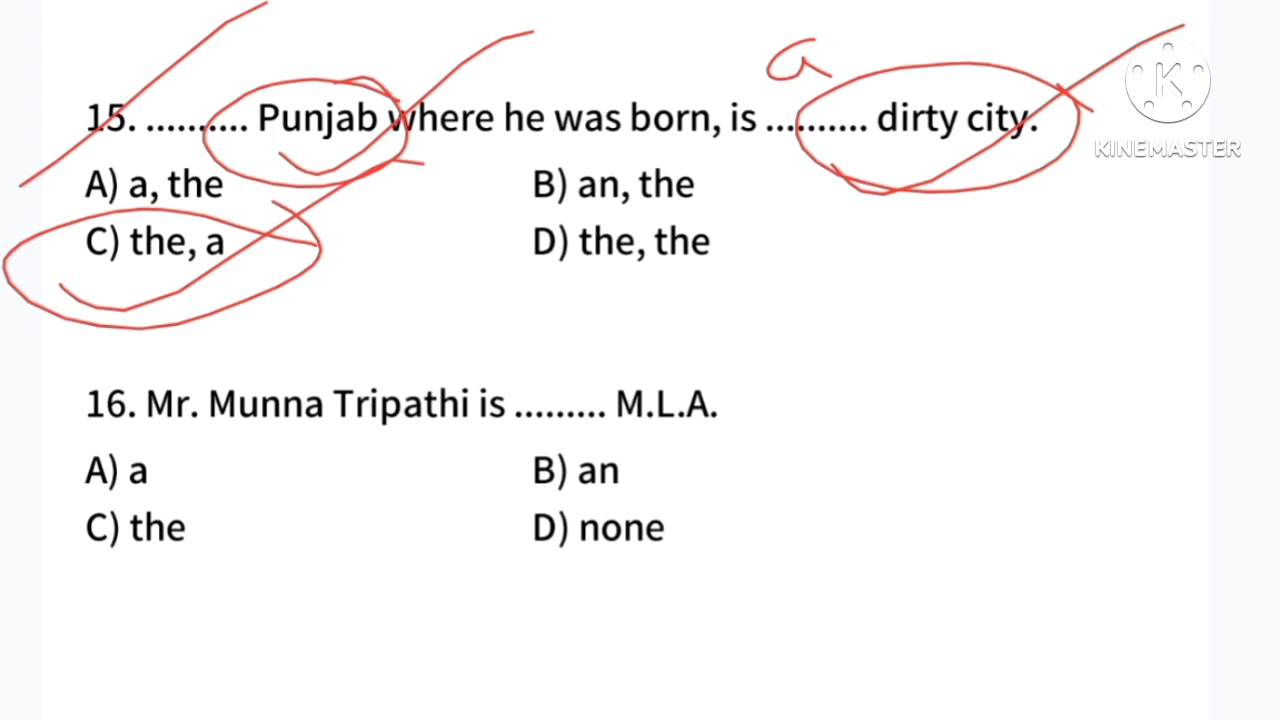 a
15. .......... Punjab where he was born, is .......... dirty city.
A) a, the B) an, the
C) the, a D) the, the
16. Mr. Munna Tripathi is ......... M.L.A.
A) a B) an
C) the D) none
K
KINEMASTER